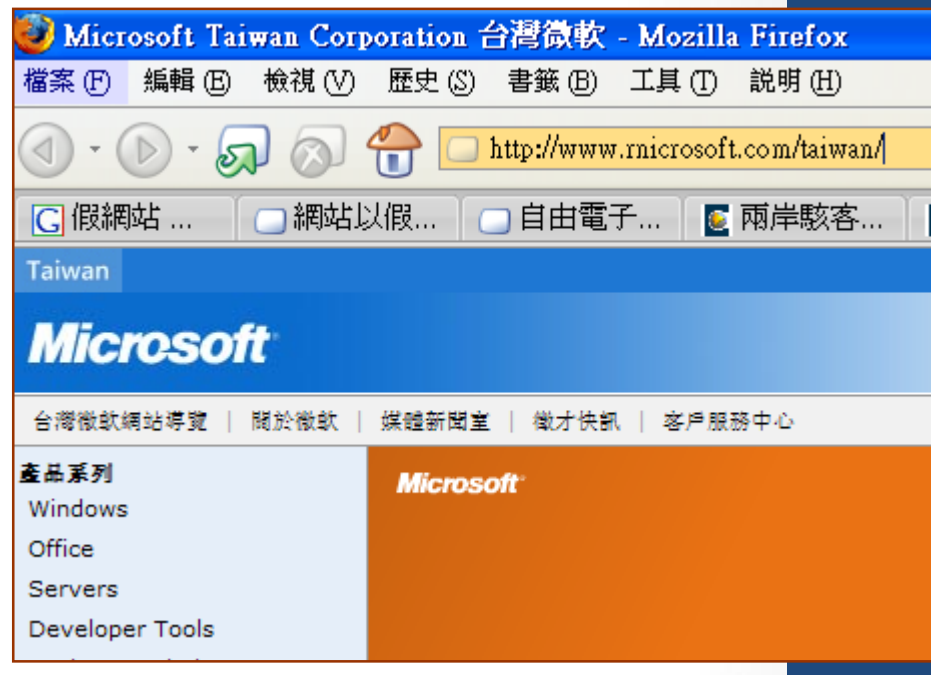 Microsoft Taiwan Corporation 台灣微軟 - Mozilla Firefox
檔案(F) 編輯(E) 檢視(V) 歷史(S) 書籤(B) 工具(T) 說明(H)
http://www.rnicrosoft.com/taiwan/
G 假網站 ... 網站以假... 自由電子... 兩岸駭客...
Taiwan
Microsoft
台灣微軟網站導覽 | 關於微軟 | 媒體新聞室 | 徵才快訊 | 客戶服務中心
產品系列
Microsoft
Windows
Office
Servers
Developer Tools